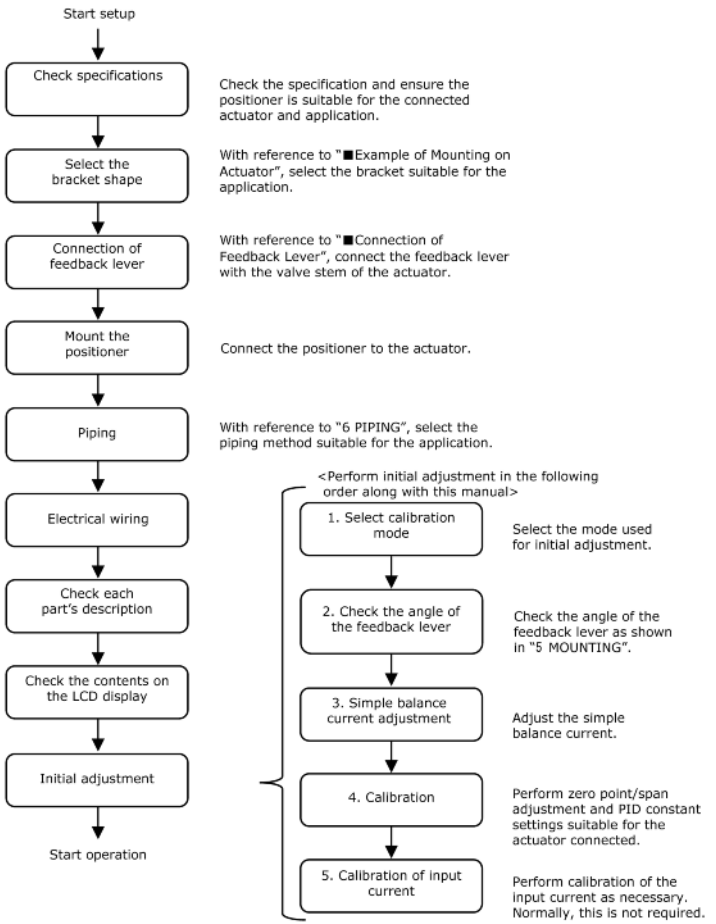 Start setup
Check specifications
Check the specification and ensure the
positioner is suitable for the connected
actuator and application.
Select the
bracket shape
With reference to "■Example of Mounting on
Actuator", select the bracket suitable for the
application.
Connection of
feedback lever
With reference to "■Connection of
Feedback Lever", connect the feedback lever
with the valve stem of the actuator.
Mount the
positioner
Connect the positioner to the actuator.
Piping
With reference to "6 PIPING", select the
piping method suitable for the application.
Electrical wiring
Check each
part's description
Check the contents on
the LCD display
Initial adjustment
Start operation
<Perform initial adjustment in the following
order along with this manual>
1. Select calibration
mode
Select the mode used
for initial adjustment.
2. Check the angle of
the feedback lever
Check the angle of the
feedback lever as shown
in "5 MOUNTING".
3. Simple balance
current adjustment
Adjust the simple
balance current.
4. Calibration
Perform zero point/span
adjustment and PID constant
settings suitable for the
actuator connected.
5. Calibration of input
current
Perform calibration of the
input current as necessary.
Normally, this is not required.